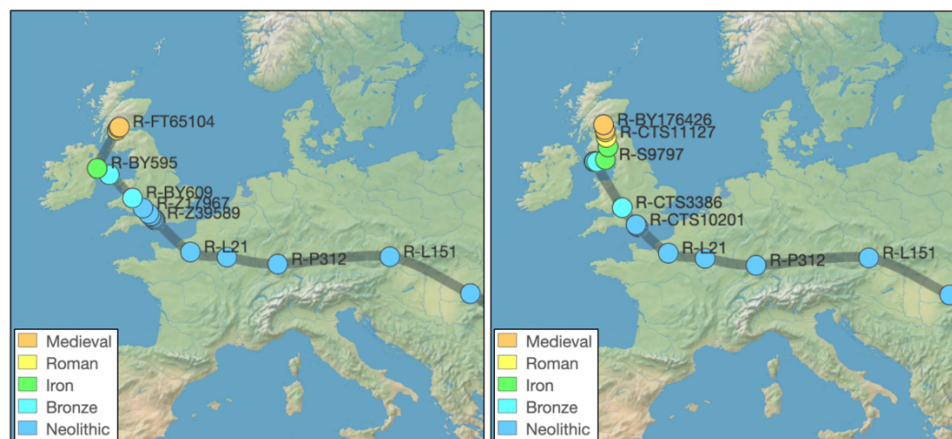 R-FT65104
R-BY595
R-BY609
R-Z17967
R-Z39589
R-L21
R-P312
R-L151
Medieval
Roman
Iron
Bronze
Neolithic
R-BY176426
R-CTS11127
R-S9797
R-CTS3386
R-CTS10201
R-L21
R-P312
R-L151
Medieval
Roman
Iron
Bronze
Neolithic